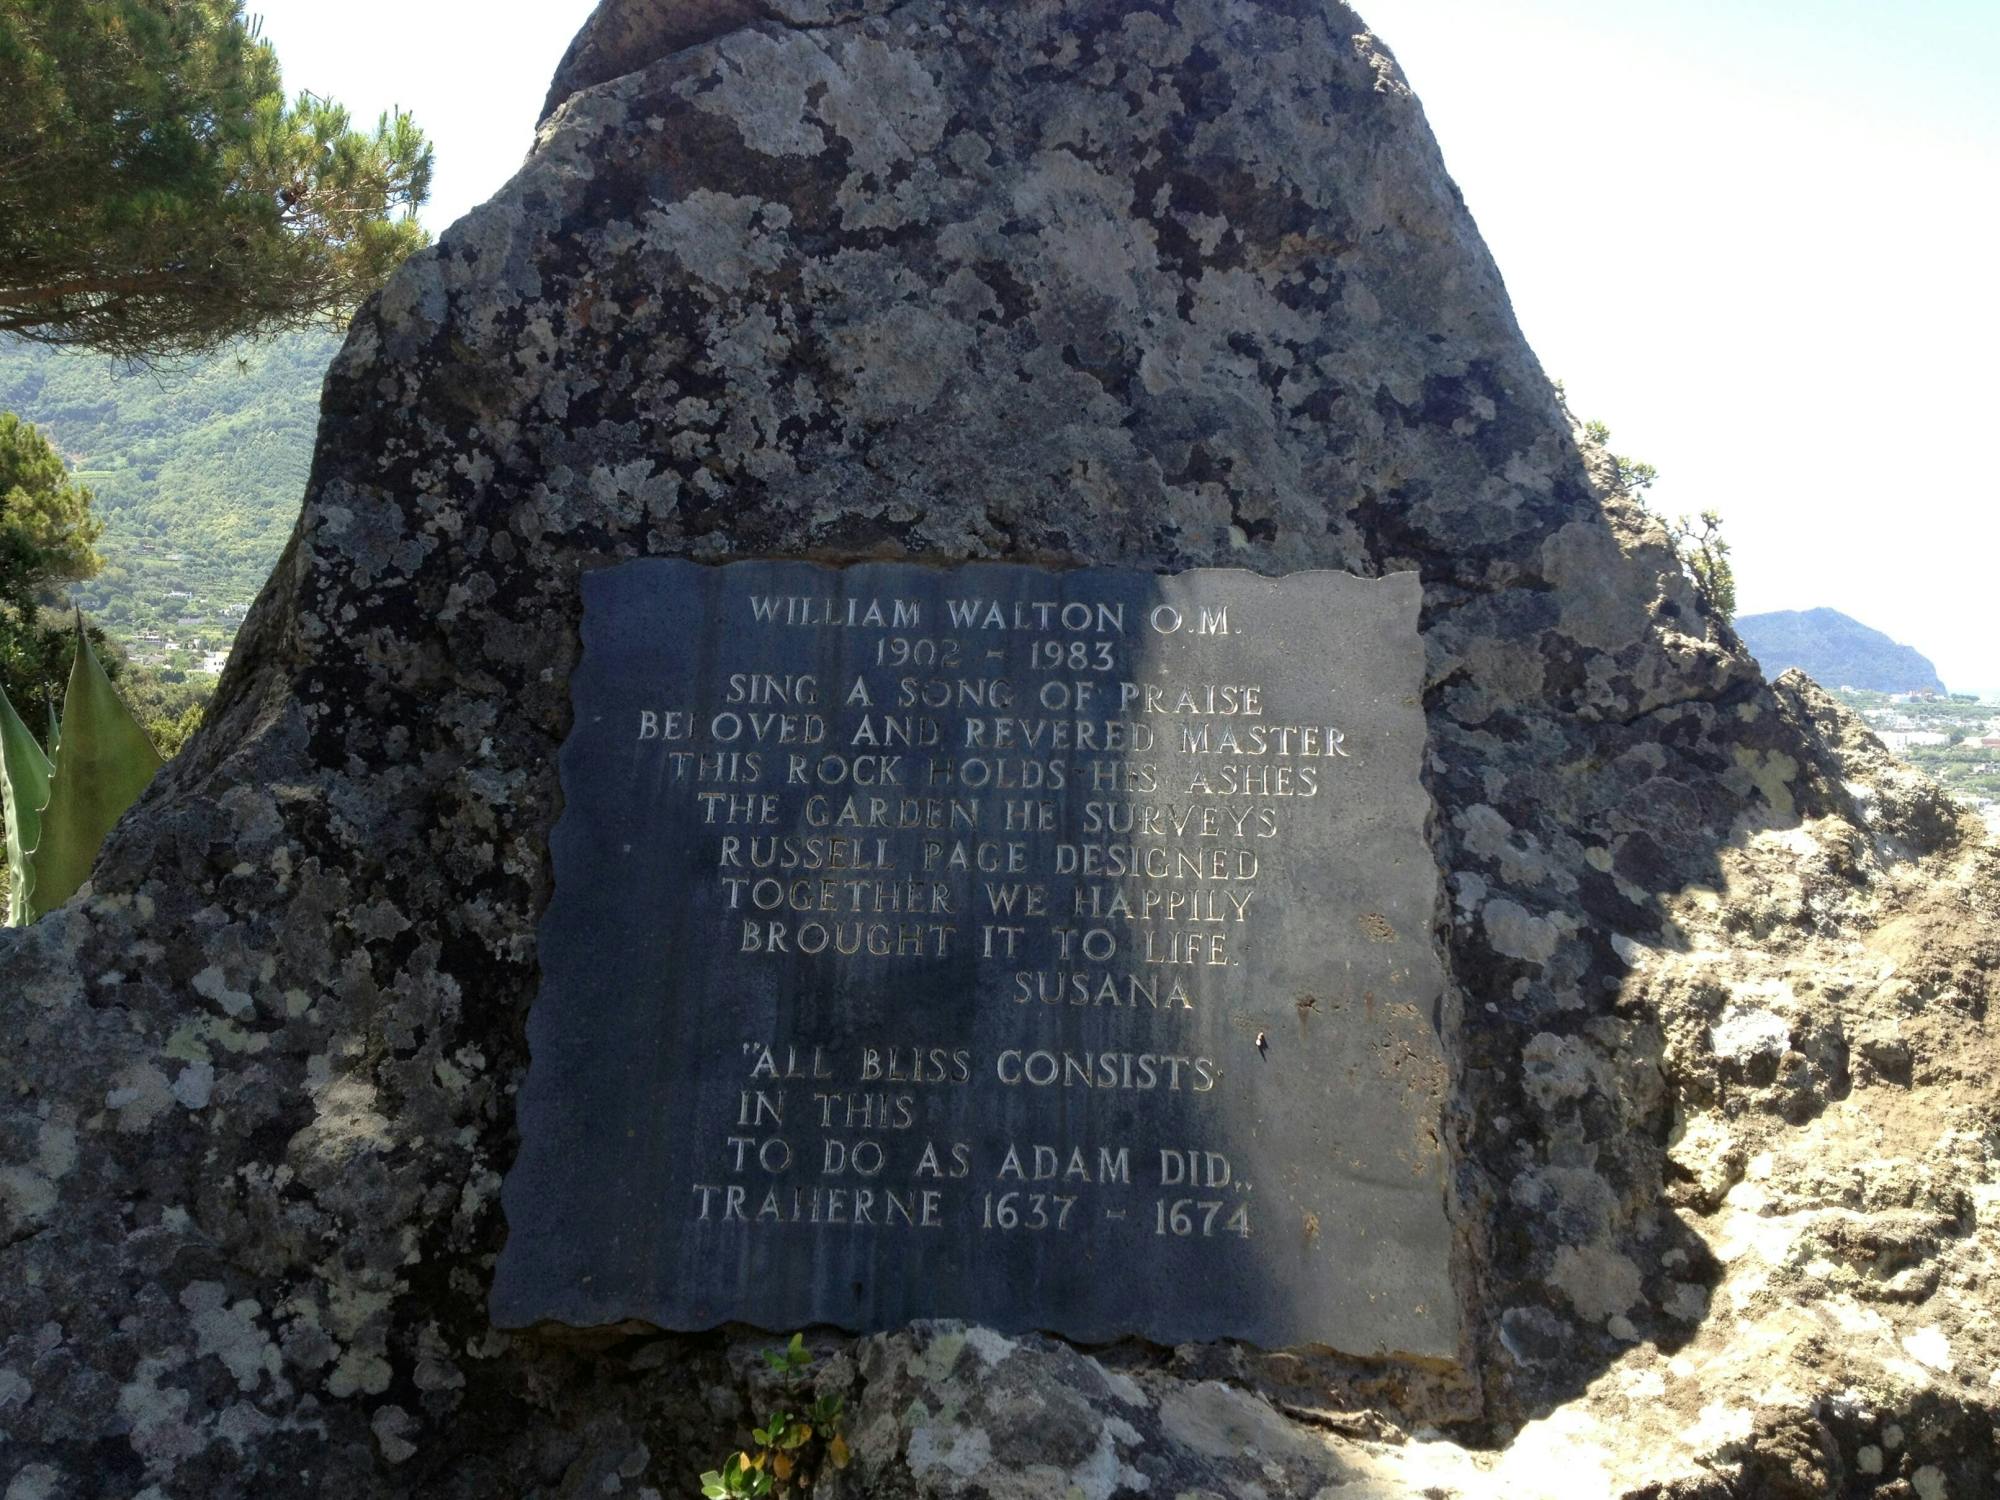 WILLIAM WALTON O.M.
1902 - 1983
SING A SONG OF PRAISE
BELOVED AND REVERED MASTER
THIS ROCK HOLDS HIS ASHES
THE GARDEN HE SURVEYS
RUSSELL PAGE DESIGNED
TOGETHER WE HAPPILY
BROUGHT IT TO LIFE.
SUSANA
"ALL BLISS CONSISTS
IN THIS
TO DO AS ADAM DID„
TRAHERNE 1637 - 1674